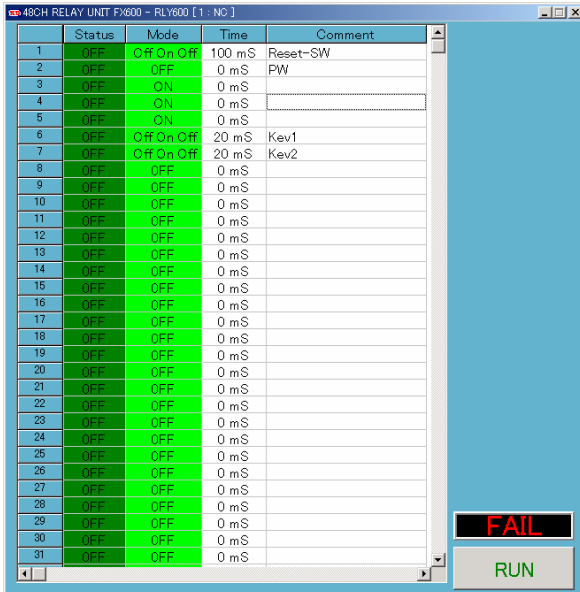 48CH RELAY UNIT FX600 - RLY600 [ 1 : NC ]
Status Mode Time Comment
1 OFF Off On Off 100 mS Reset-SW
2 OFF OFF 0 mS PW
3 OFF ON 0 mS
4 OFF ON 0 mS
5 OFF ON 0 mS
6 OFF Off On Off 20 mS Kev1
7 OFF Off On Off 20 mS Kev2
8 OFF OFF 0 mS
9 OFF OFF 0 mS
10 OFF OFF 0 mS
11 OFF OFF 0 mS
12 OFF OFF 0 mS
13 OFF OFF 0 mS
14 OFF OFF 0 mS
15 OFF OFF 0 mS
16 OFF OFF 0 mS
17 OFF OFF 0 mS
18 OFF OFF 0 mS
19 OFF OFF 0 mS
20 OFF OFF 0 mS
21 OFF OFF 0 mS
22 OFF OFF 0 mS
23 OFF OFF 0 mS
24 OFF OFF 0 mS
25 OFF OFF 0 mS
26 OFF OFF 0 mS
27 OFF OFF 0 mS
28 OFF OFF 0 mS
29 OFF OFF 0 mS
30 OFF OFF 0 mS
31 OFF OFF 0 mS
FAIL
RUN